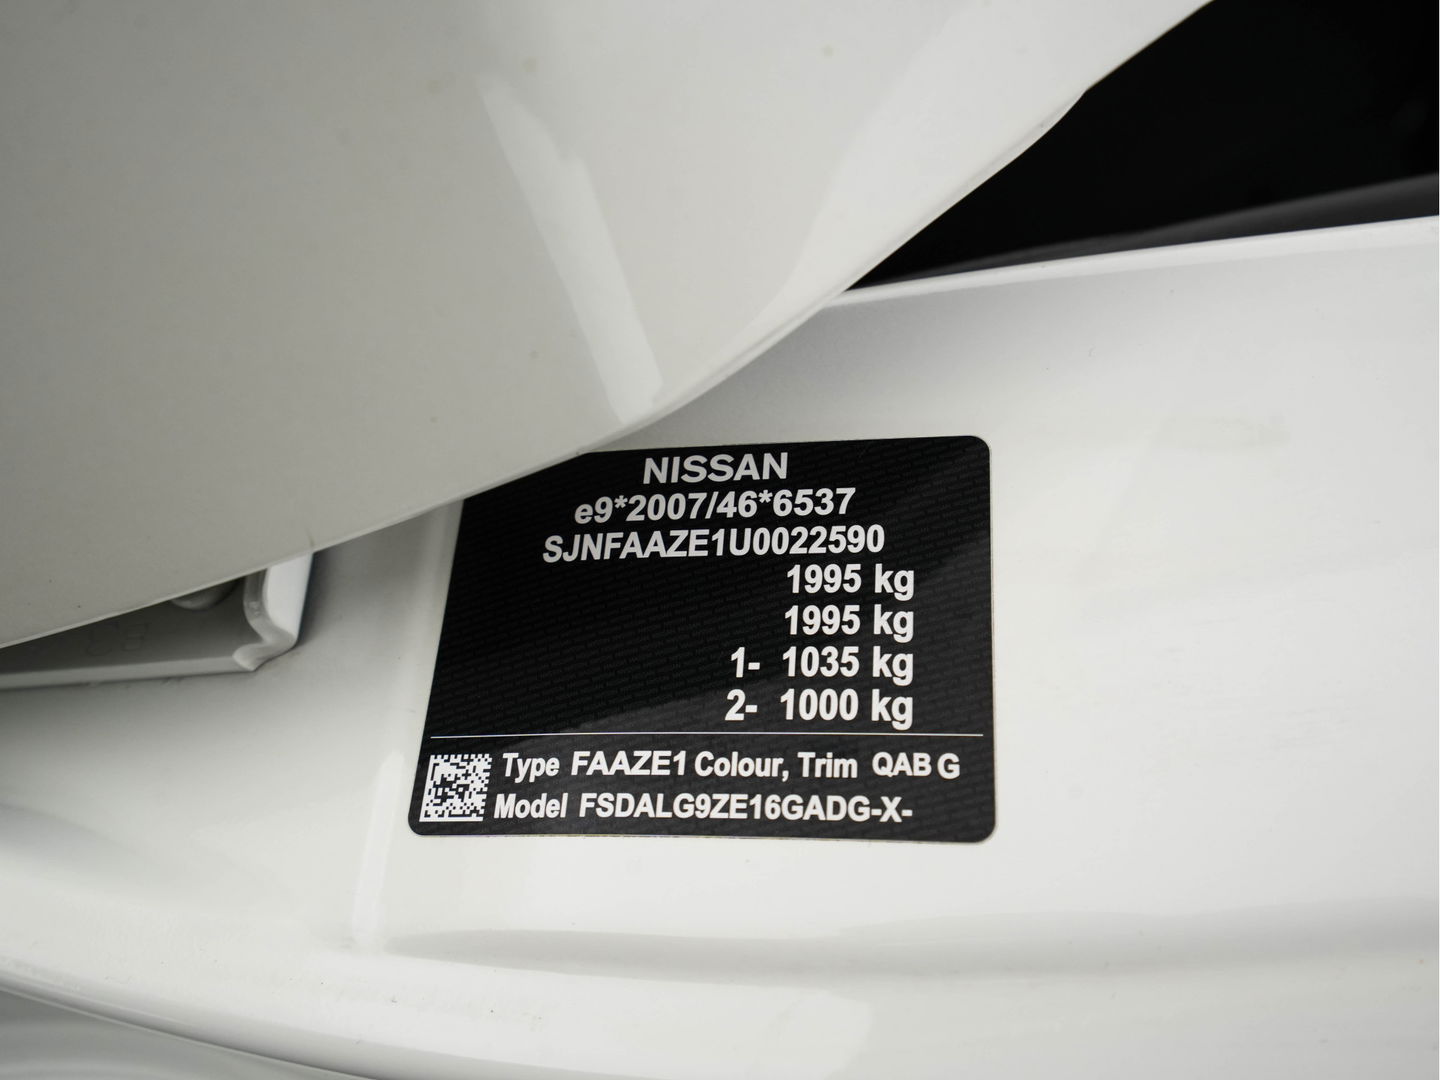 NISSAN
e9*2007/46*6537
SJNFAAZE1U0022590
1995 kg
1995 kg
1- 1035 kg
2- 1000 kg
Type FAAZE1 Colour, Trim QAB G
Model FSDALG9ZE16GADG-X-